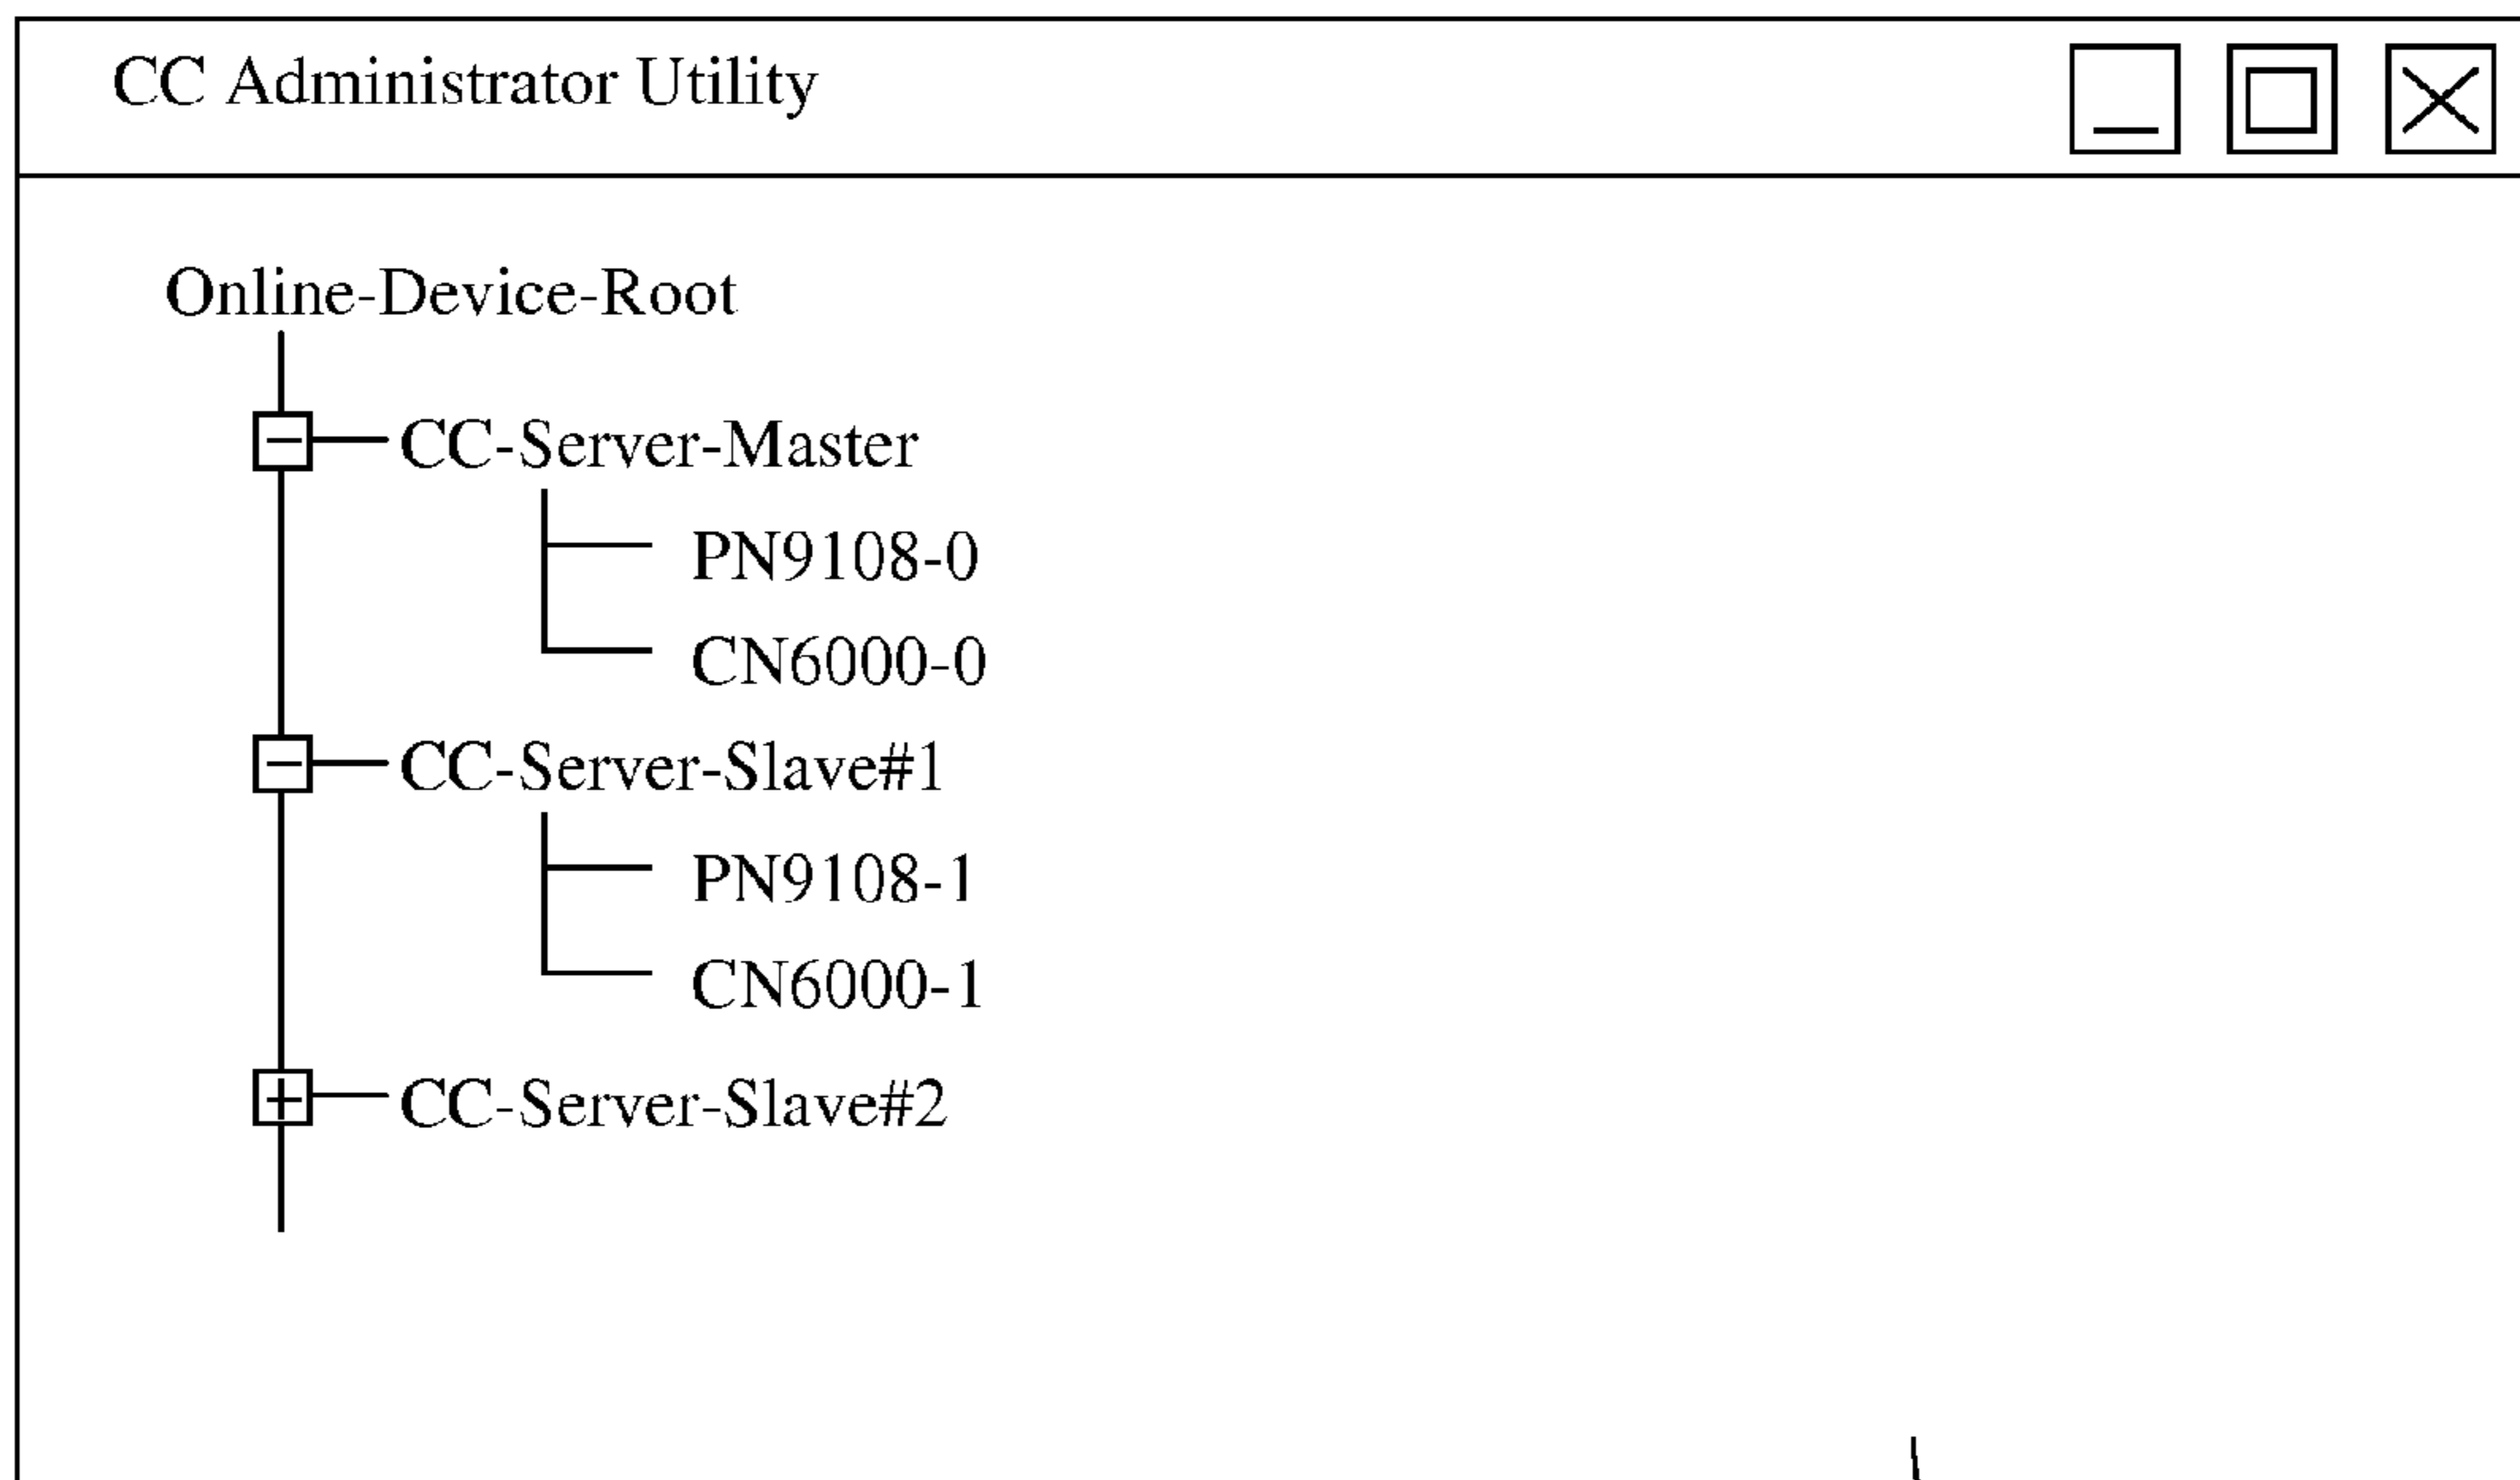 CC Administrator Utility
Online-Device-Root
CC-Server-Master
PN9108-0
CN6000-0
CC-Server-Slave#1
PN9108-1
CN6000-1
CC-Server-Slave#2